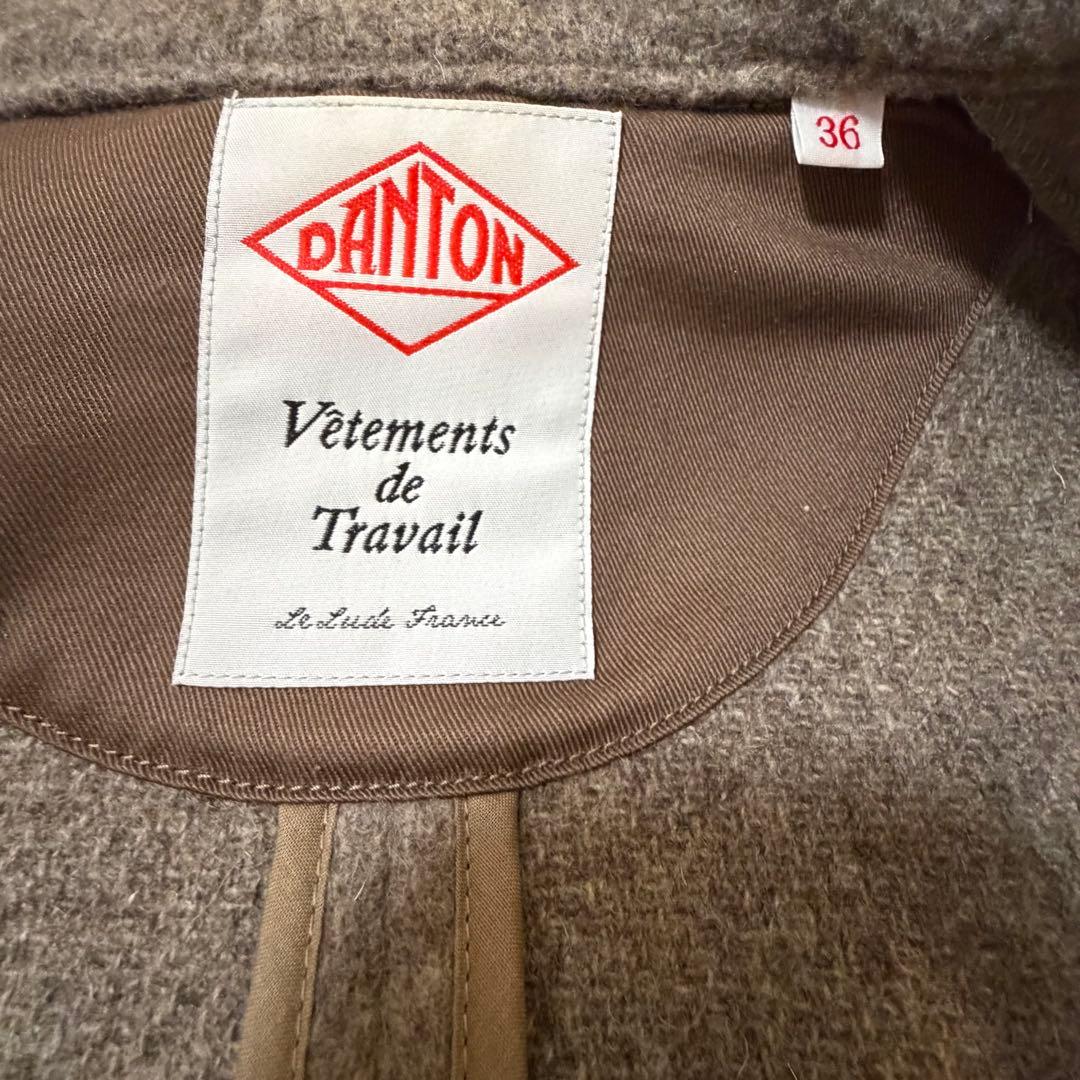 DANTON
36
Vêtements
de
Travail
Le Lude France